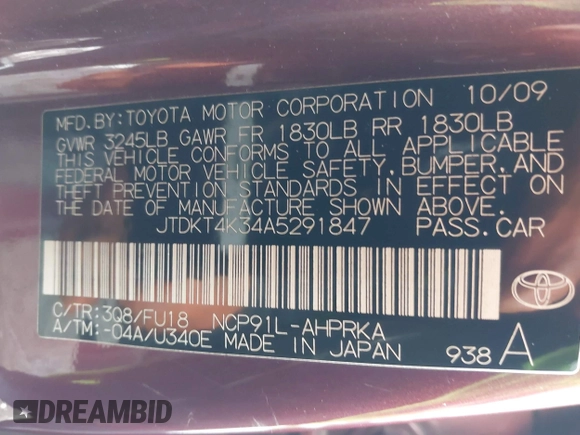 MFD.BY:TOYOTA MOTOR CORPORATION 10/09
GVWR 3245LB GAWR FR 1830LB RR 1830LB
THIS VEHICLE CONFORMS TO ALL APPLICABLE
FEDERAL MOTOR VEHICLE SAFETY,BUMPER,AND
THEFT PREVENTION STANDARDS IN EFFECT ON
THE DATE OF MANUFACTURE SHOWN ABOVE.
JTDKT4K34A5291847 PASS.CAR
C/TR:3Q8/FU18 NCP91L-AHPRKA
A/TM:-04A/U340E MADE IN JAPAN 938 A
DREAMBID